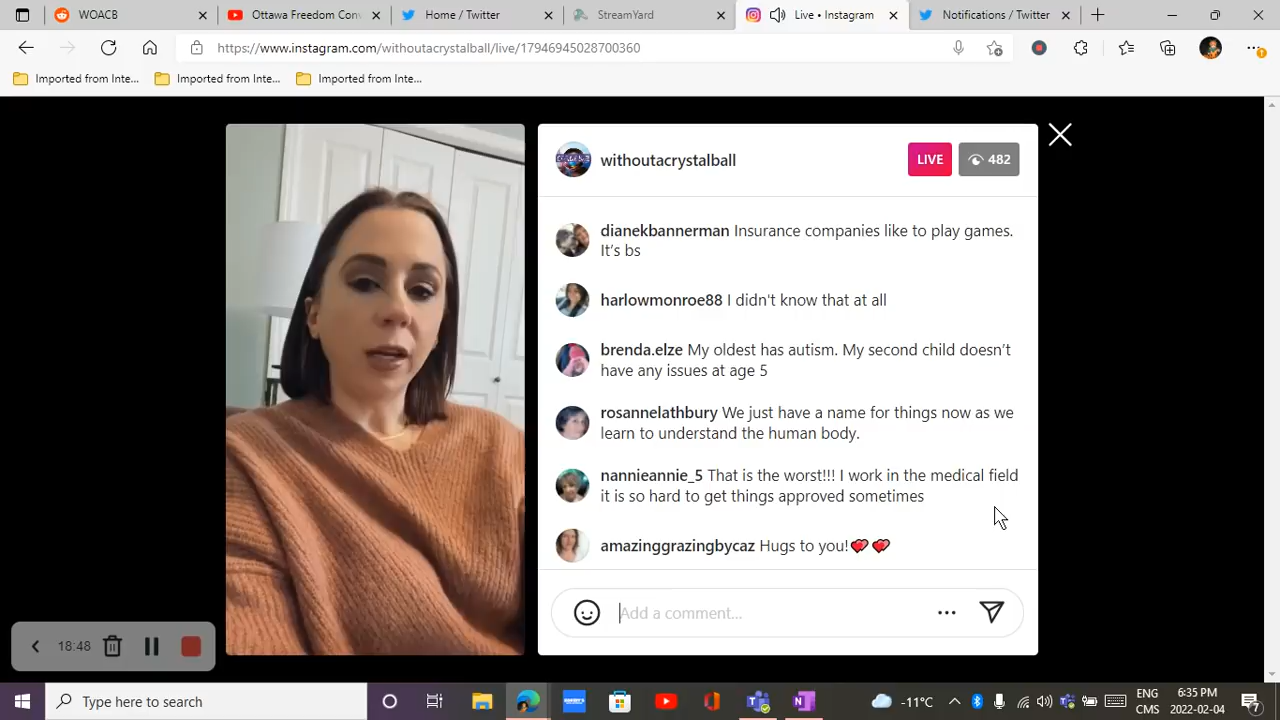 WOACB
Ottawa Freedom Con
Home / Twitter
StreamYard
Live • Instagram
Notifications / Twitter
https://www.instagram.com/withoutacrystalball/live/17946945028700360
Imported from Inte...
Imported from Inte...
Imported from Inte...
withoutacrystalball
LIVE
482
dianekbannerman Insurance companies like to play games.
It's bs
harlowmonroe88 I didn't know that at all
brenda.elze My oldest has autism. My second child doesn't
have any issues at age 5
rosannelathbury We just have a name for things now as we
learn to understand the human body.
nannieannie_5 That is the worst!!! I work in the medical field
it is so hard to get things approved sometimes
amazinggrazingbycaz Hugs to you!💕💕
Add a comment...
18:48
Type here to search
-11°C
ENG
CMS
6:35 PM
2022-02-04
7